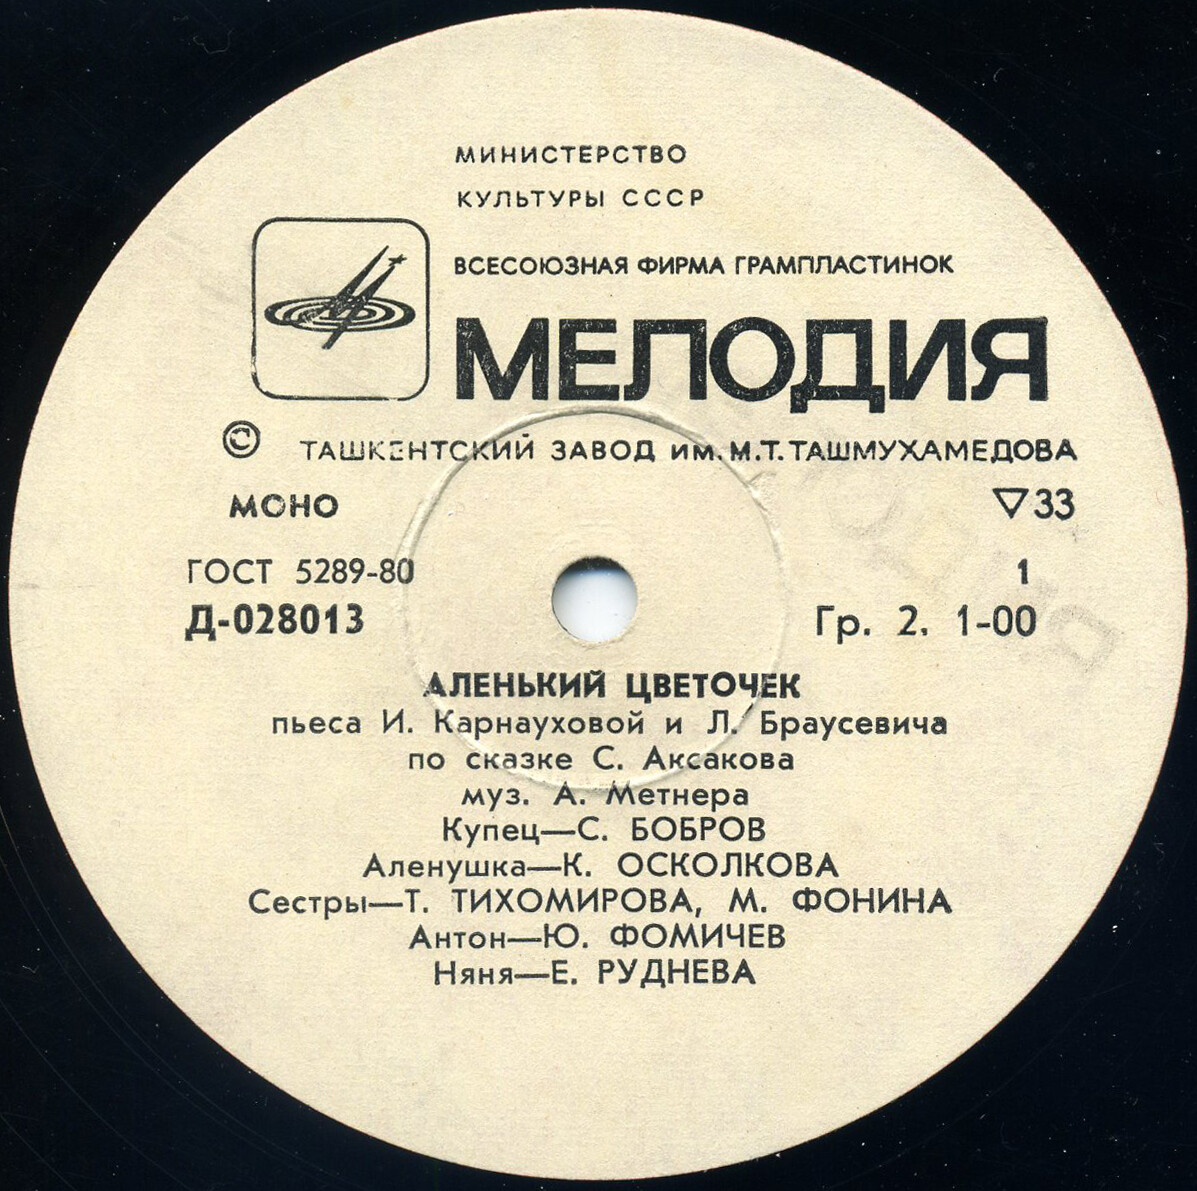 МИНИСТЕРСТВО
КУЛЬТУРЫ СССР
ВСЕСОЮЗНАЯ ФИРМА ГРАМПЛАСТИНОК
МЕЛОДИЯ
© ТАШКЕНТСКИЙ ЗАВОД ИМ. М.Т. ТАШМУХАМЕДОВА
МОНО ▽33
ГОСТ 5289-80 1
Д-028013 Гр. 2. 1-00
АЛЕНЬКИЙ ЦВЕТОЧЕК
пьеса И. Карнауховой и Л. Браусевича
по сказке С. Аксакова
муз. А. Метнера
Купец—С. БОБРОВ
Аленушка—К. ОСКОЛКОВА
Сестры—Т. ТИХОМИРОВА, М. ФОНИНА
Антон—Ю. ФОМИЧЕВ
Няня—Е. РУДНЕВА